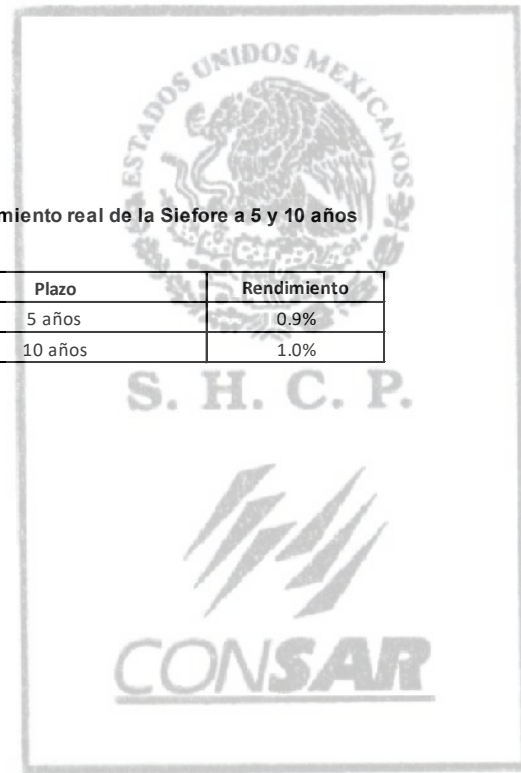 ESTADOS UNIDOS MEXICANOS
real de la Siefore a 5 y 10 años
Plazo Rendimiento
5 años 0.9%
10 años 1.0%
S. H. C. P.
CONSAR